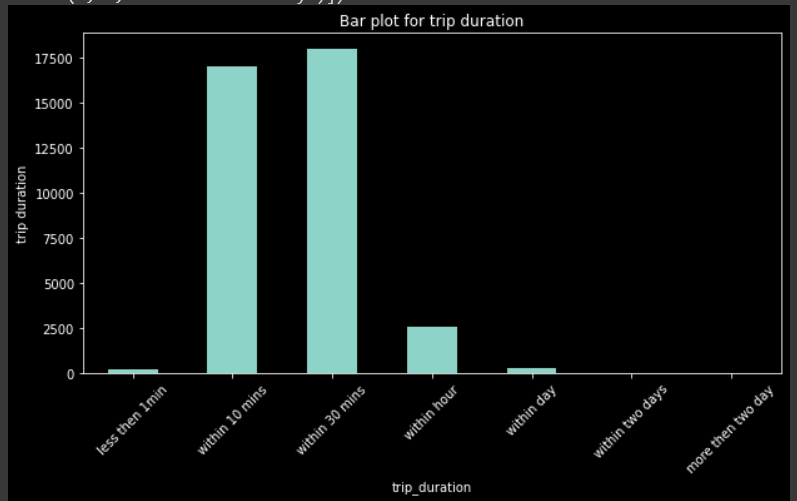 Bar plot for trip duration
17500
15000
12500
10000
7500
5000
2500
0
trip duration
less then 1min
within 10 mins
within 30 mins
within hour
within day
within two days
more then two day
trip_duration